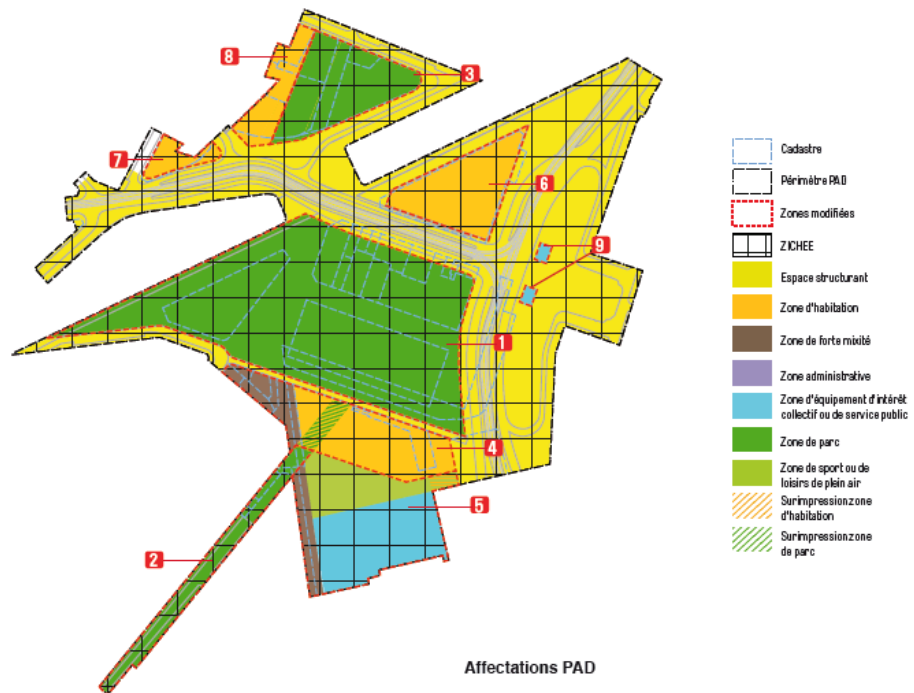 8
3
7
6
9
1
4
5
2
Cadastre
Périmètre PAD
Zones modifiées
ZICHEE
Espace structurant
Zone d'habitation
Zone de forte mixité
Zone administrative
Zone d'équipement d'intérêt
collectif ou de service public
Zone de parc
Zone de sport ou de
loisirs de plein air
Surimpression zone
d'habitation
Surimpression zone
de parc
Affectations PAD